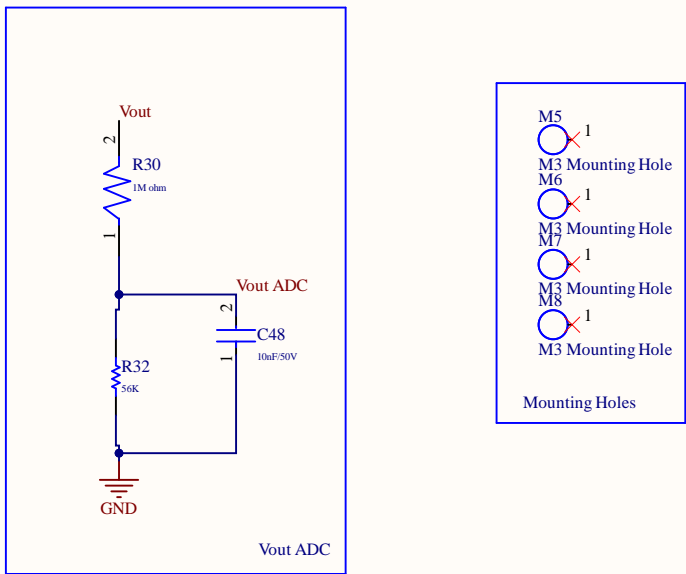 Vout
2
R30
1M ohm
1
Vout ADC
2
C48
10nF/50V
1
R32
56K
GND
Vout ADC
M5
1
M3 Mounting Hole
M6
1
M3 Mounting Hole
M7
1
M3 Mounting Hole
M8
1
M3 Mounting Hole
Mounting Holes